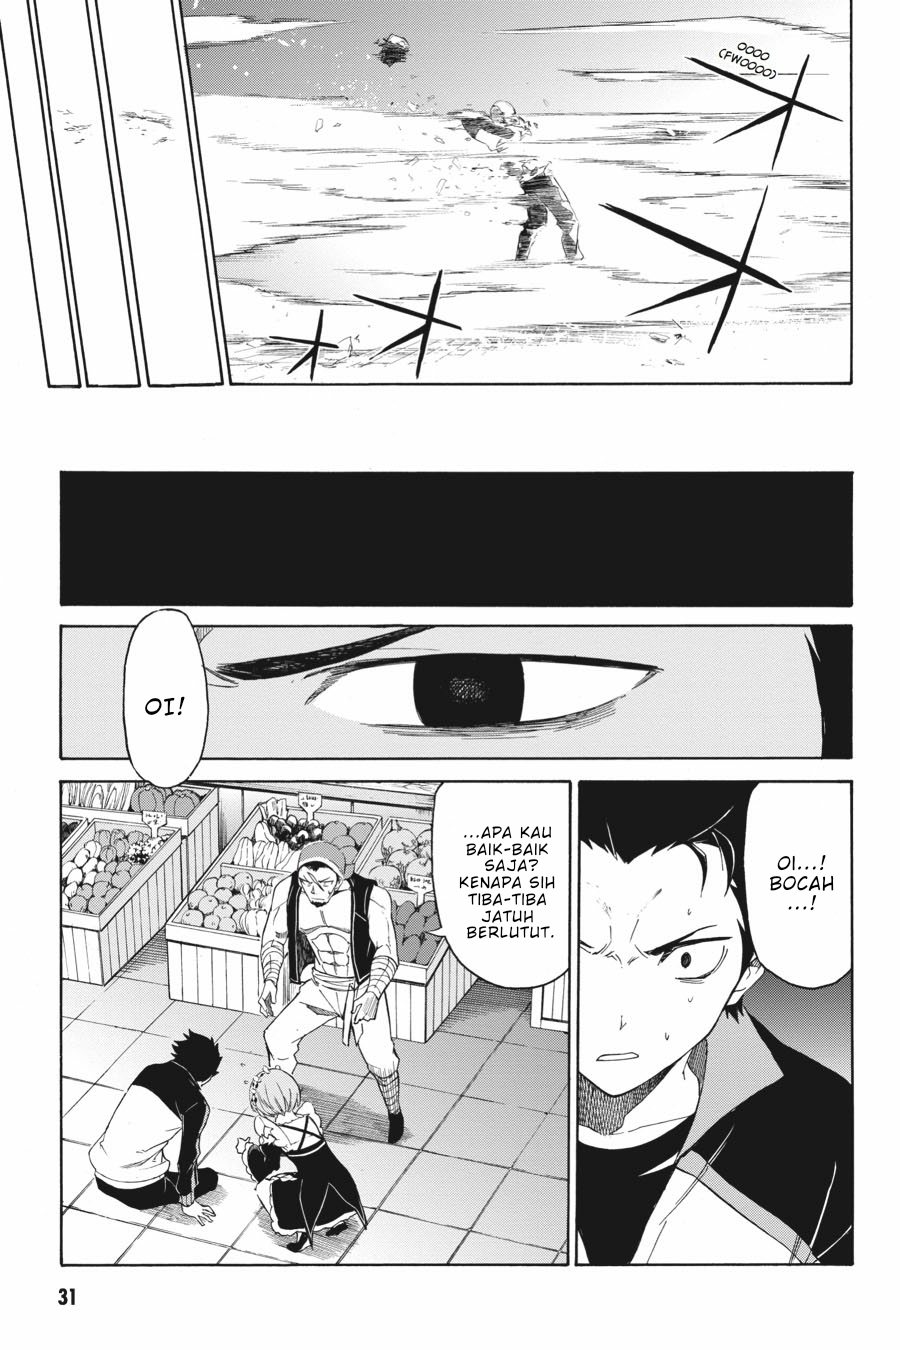 OOOO
(FWOOOO)
OI!
OI...!
BOCAH
...!
...APA KAU
BAIK-BAIK
SAJA?
KENAPA SIH
TIBA-TIBA
JATUH
BERLUTUT.
31